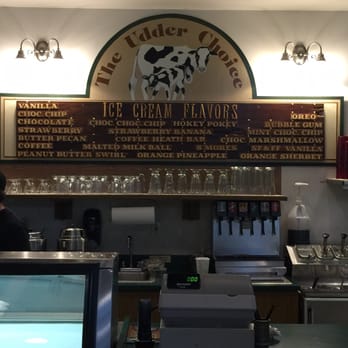 The Udder Choice
ICE CREAM FLAVORS
VANILLA OREO
CHOC. CHIP CHOC CHOC. CHIP HOKEY POKEY BUBBLE GUM
CHOCOLATE STRAWBERRY BANANA MINT CHOC. CHIP
STRAWBERRY COFFEE HEATH BAR CHOC MARSHMALLOW
BUTTER PECAN MALTED MILK BALL S'MORES
COFFEE ORANGE PINEAPPLE ORANGE SHERBET
PEANUT BUTTER SWIRL